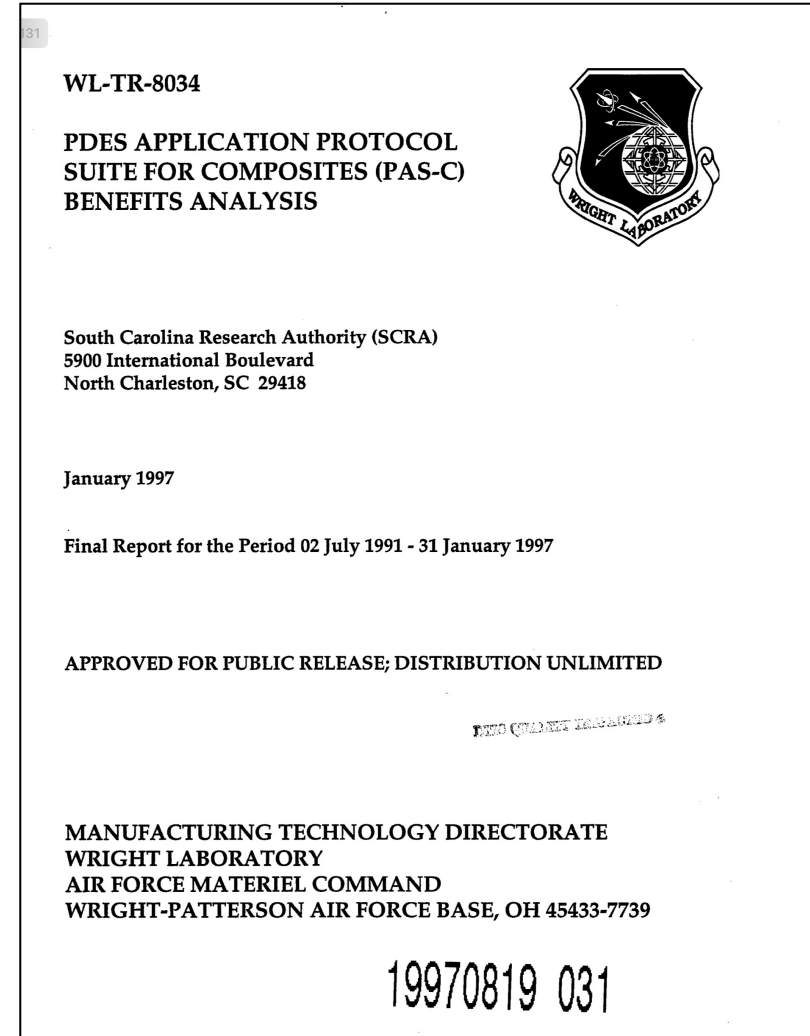 131
WL-TR-8034
PDES APPLICATION PROTOCOL
SUITE FOR COMPOSITES (PAS-C)
BENEFITS ANALYSIS
WRIGHT LABORATORY
South Carolina Research Authority (SCRA)
5900 International Boulevard
North Charleston, SC 29418
January 1997
Final Report for the Period 02 July 1991 - 31 January 1997
APPROVED FOR PUBLIC RELEASE; DISTRIBUTION UNLIMITED
MANUFACTURING TECHNOLOGY DIRECTORATE
WRIGHT LABORATORY
AIR FORCE MATERIEL COMMAND
WRIGHT-PATTERSON AIR FORCE BASE, OH 45433-7739
19970819 031